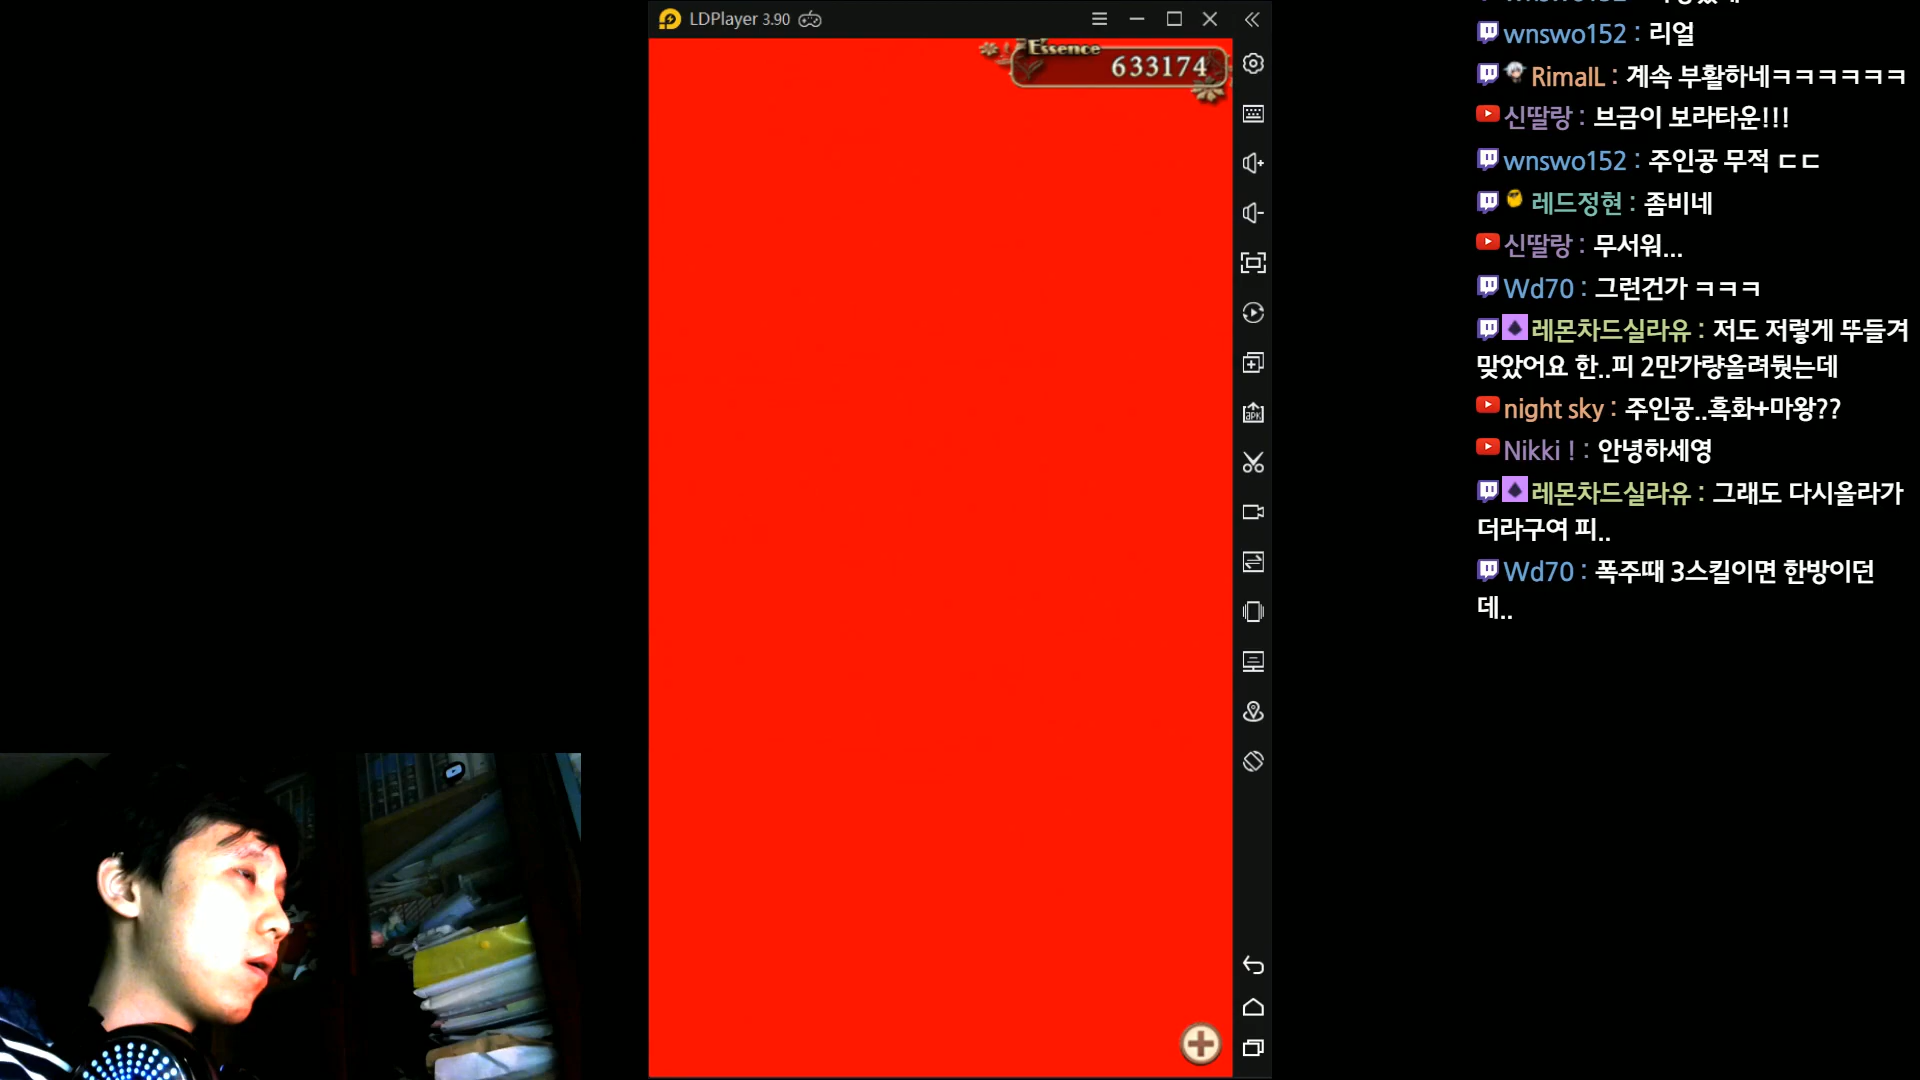 LDPlayer 3.90
Essence
633174
APK
wnswo152 : 리얼
RimaIL : 계속 부활하네ㅋㅋㅋㅋㅋㅋ
신딸랑 : 브금이 보라타운!!!
wnswo152 : 주인공 무적 ㄷㄷ
레드정현 : 좀비네
신딸랑 : 무서워...
Wd70 : 그런건가 ㅋㅋㅋ
레몬차드실라유 : 저도 저렇게 뚜들겨
맞았어요 한..피 2만가량올려뒀는데
night sky : 주인공..흑화+마왕??
Nikki ! : 안녕하세영
레몬차드실라유 : 그래도 다시올라가
더라구여 피..
Wd70 : 폭주때 3스킬이면 한방이던
데..